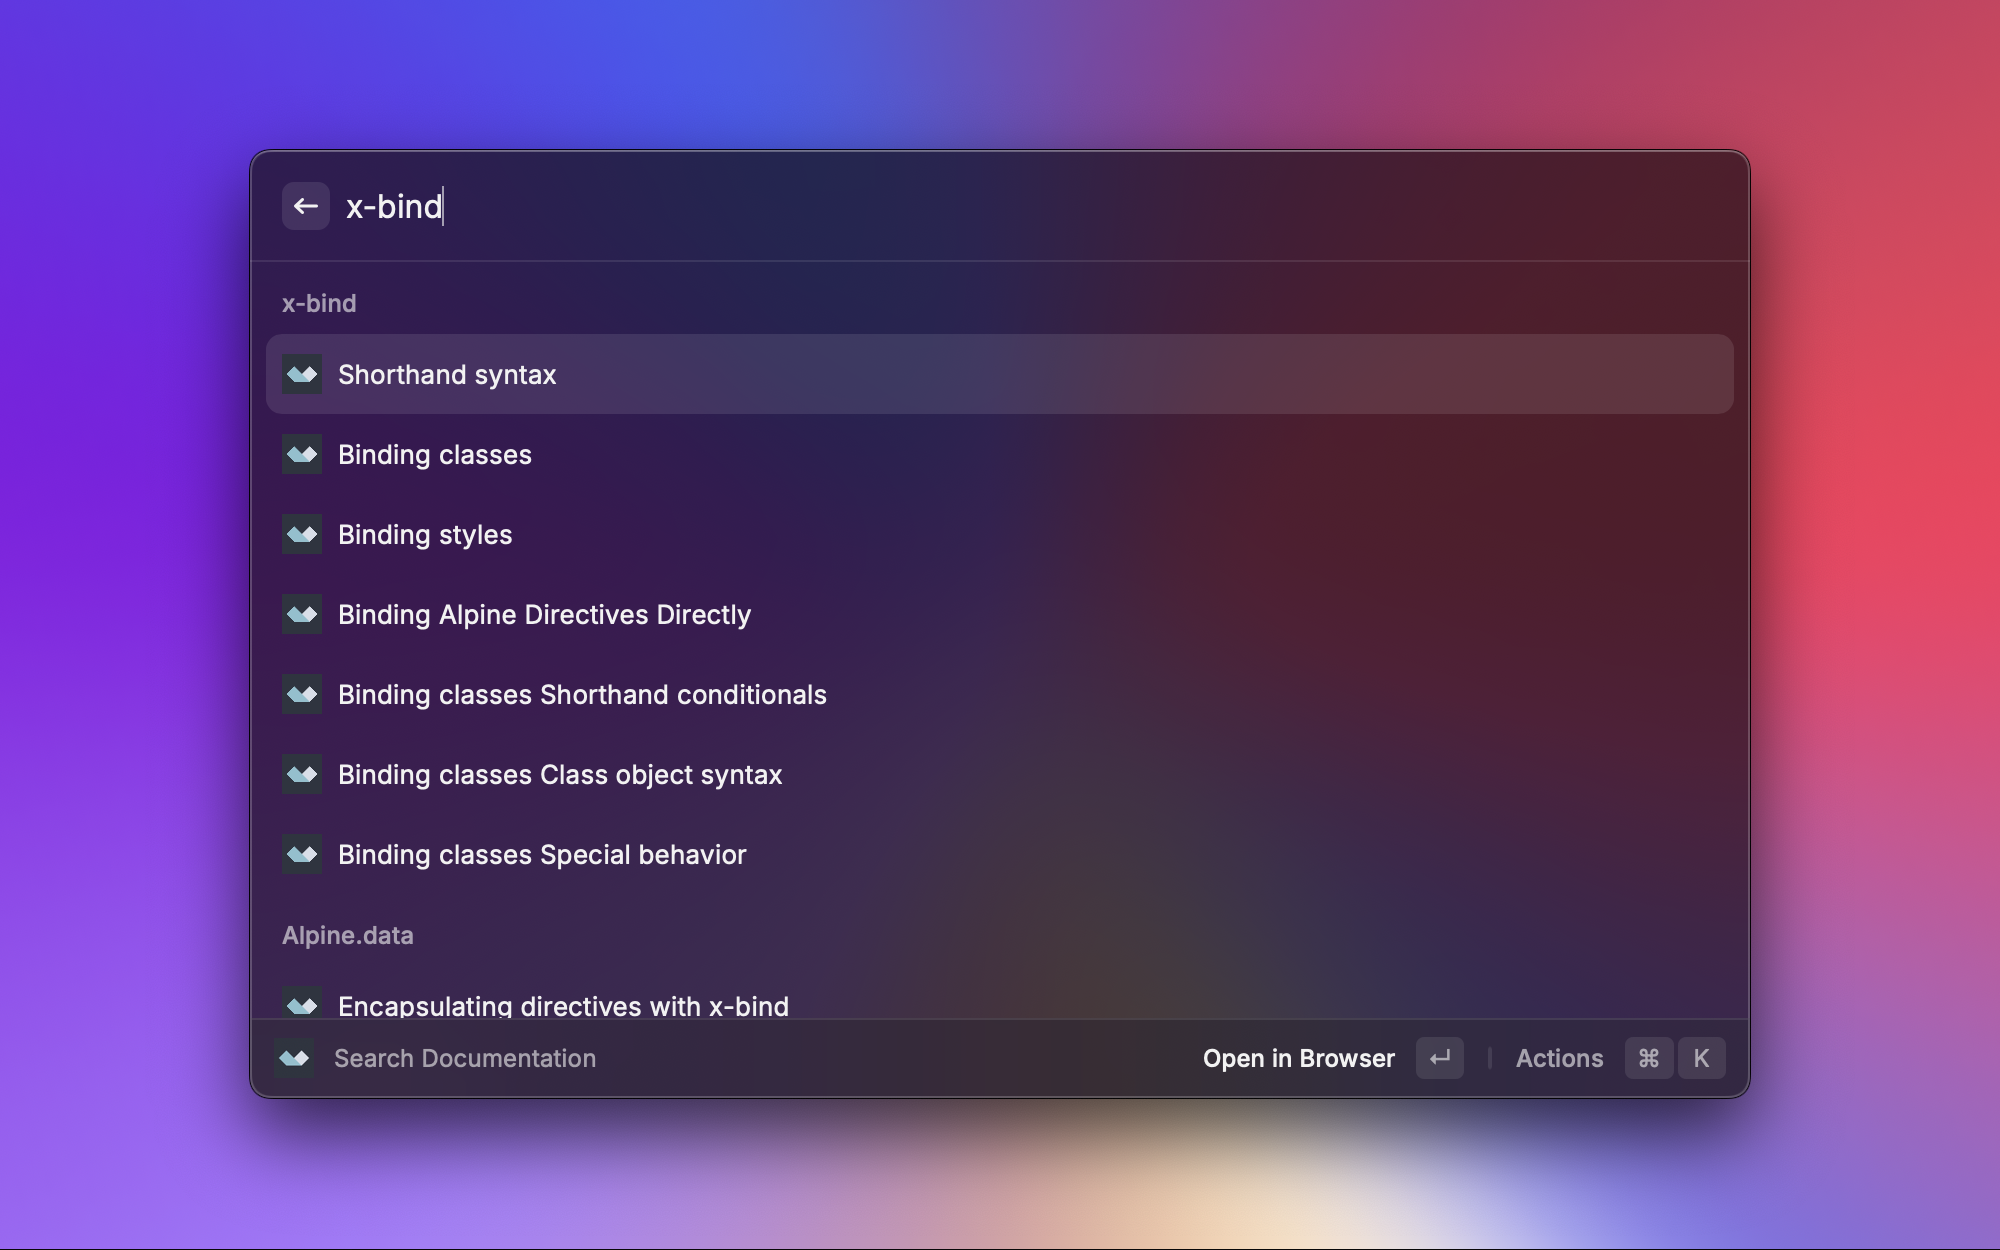 x-bind
x-bind
Shorthand syntax
Binding classes
Binding styles
Binding Alpine Directives Directly
Binding classes Shorthand conditionals
Binding classes Class object syntax
Binding classes Special behavior
Alpine.data
Encapsulating directives with x-bind
Search Documentation
Open in Browser ↵ | Actions ⌘ K